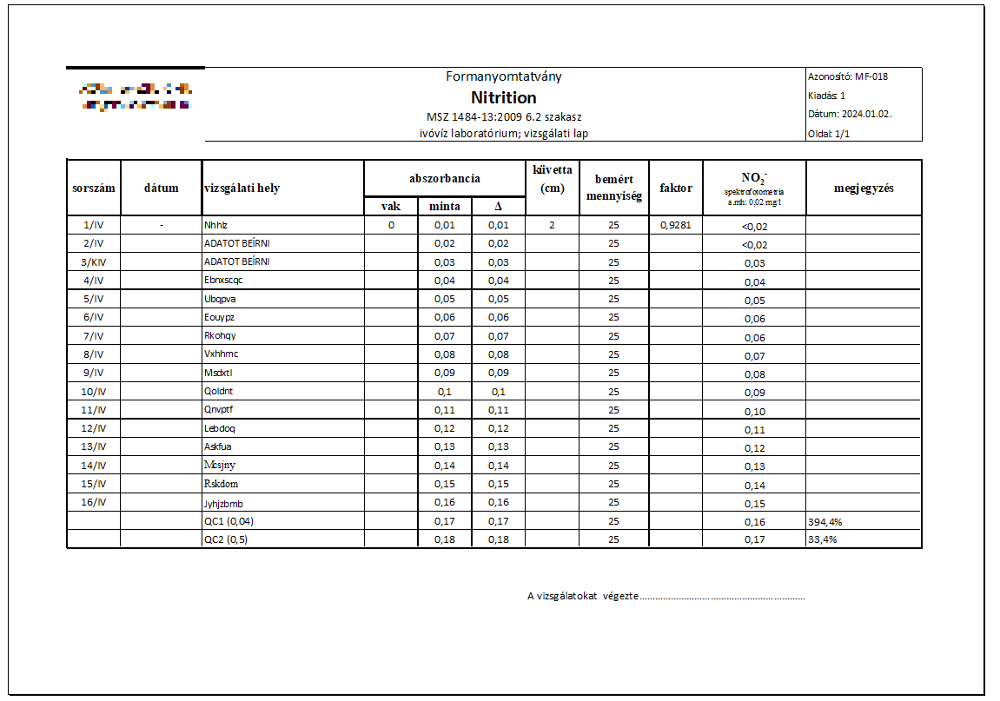 Formanyomtatvány
Nitrition
MSZ 1484-13:2009 6.2 szakasz
ivóvíz laboratórium; vizsgálati lap
Azonosító: MF-018
Kiadás: 1
Dátum: 2024.01.02.
Oldal: 1/1
sorszám dátum vizsgálati hely abszorbancia küvetta (cm) bemért mennyiség faktor NO2- spektrofotometria a.mh: 0,02 mg/l megjegyzés
vak minta Δ
1/IV - Nhhlz 0 0,01 0,01 2 25 0,9281 <0,02
2/IV ADATOT BEÍRNI 0,02 0,02 25 <0,02
3/KIV ADATOT BEÍRNI 0,03 0,03 25 0,03
4/IV Ebnxscqc 0,04 0,04 25 0,04
5/IV Ubqpva 0,05 0,05 25 0,05
6/IV Eouypz 0,06 0,06 25 0,06
7/IV Rkohqy 0,07 0,07 25 0,06
8/IV Vxhhmc 0,08 0,08 25 0,07
9/IV Msdxtl 0,09 0,09 25 0,08
10/IV Qoldnt 0,1 0,1 25 0,09
11/IV Qnvptf 0,11 0,11 25 0,10
12/IV Lebdoq 0,12 0,12 25 0,11
13/IV Askfua 0,13 0,13 25 0,12
14/IV Mcsjny 0,14 0,14 25 0,13
15/IV Rskdom 0,15 0,15 25 0,14
16/IV Jyhjzbmb 0,16 0,16 25 0,15
QC1 (0,04) 0,17 0,17 25 0,16 394,4%
QC2 (0,5) 0,18 0,18 25 0,17 33,4%
A vizsgálatokat végezte................................................................